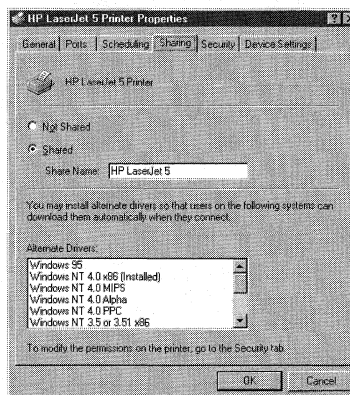 HP LaserJet 5 Printer Properties
General Ports Scheduling Sharing Security Device Settings
HP LaserJet 5 Printer
Not Shared
Shared
Share Name: HP LaserJet 5
You may install alternate drivers so that users on the following systems can
download them automatically when they connect.
Alternate Drivers:
Windows 95
Windows NT 4.0 x86 (Installed)
Windows NT 4.0 MIPS
Windows NT 4.0 Alpha
Windows NT 4.0 PPC
Windows NT 3.5 or 3.51 x86
To modify the permissions on the printer, go to the Security tab.
OK Cancel